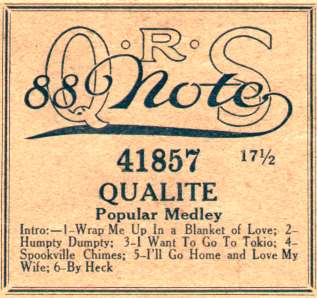 Q·R·S
88 Note
41857 17½
QUALITE
Popular Medley
Intro:—1-Wrap Me Up In a Blanket of Love; 2-
Humpty Dumpty; 3-I Want To Go To Tokio; 4-
Spookville Chimes; 5-I'll Go Home and Love My
Wife; 6-By Heck